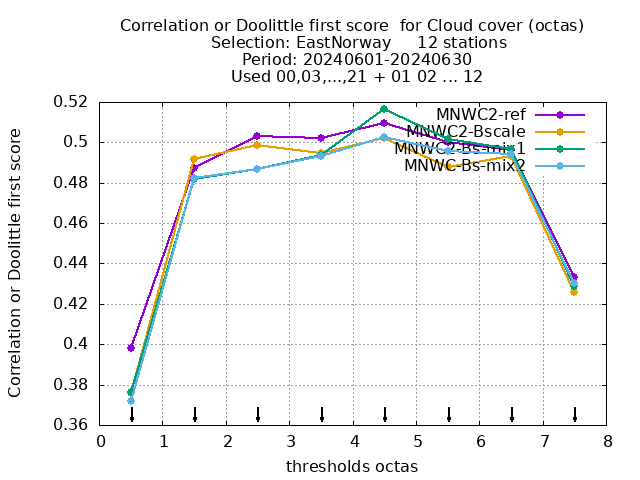 Correlation or Doolittle first score  for Cloud cover (octas)
Selection: EastNorway     12 stations
Period: 20240601-20240630
Used 00,03,...,21 + 01 02 ... 12
Correlation or Doolittle first score
0.52
0.5
0.48
0.46
0.44
0.42
0.4
0.38
0.36
MNWC2-ref
MNWC2-Bscale
MNWC2-Bs-mix1
MNWC-Bs-mix2
0 1 2 3 4 5 6 7 8
thresholds octas